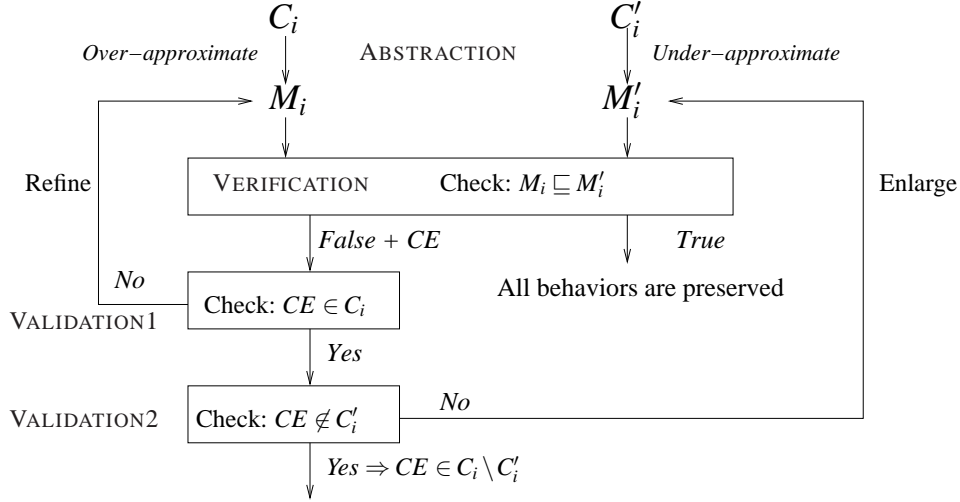 C_i C'_i
Over–approximate ABSTRACTION Under–approximate
M_i M'_i
Refine VERIFICATION Check: M_i ⊑ M'_i Enlarge
False + CE True
No All behaviors are preserved
Check: CE ∈ C_i
VALIDATION1
Yes
No
VALIDATION2 Check: CE ∉ C'_i
Yes ⇒ CE ∈ C_i \ C'_i